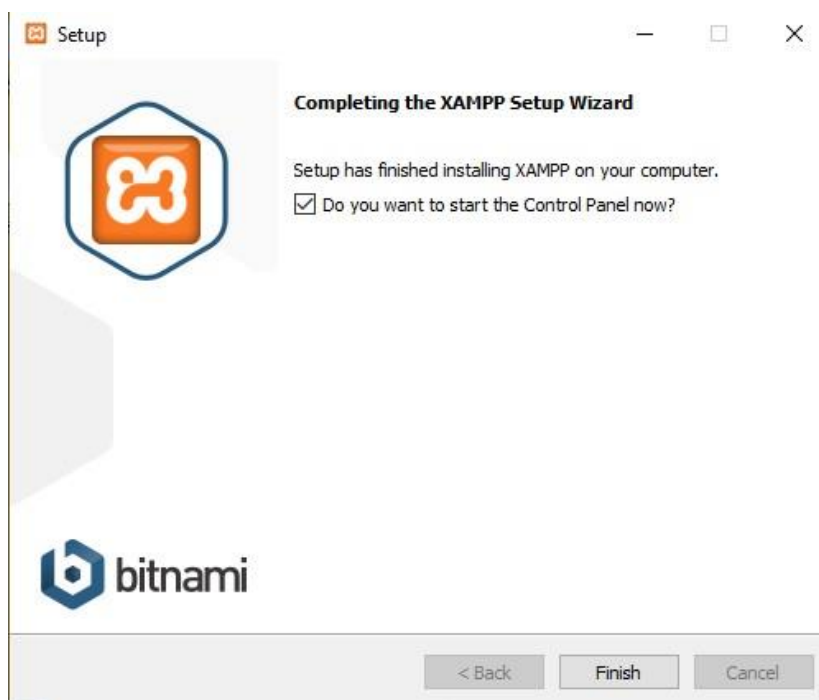 Setup
Completing the XAMPP Setup Wizard
Setup has finished installing XAMPP on your computer.
Do you want to start the Control Panel now?
bitnami
< Back
Finish
Cancel